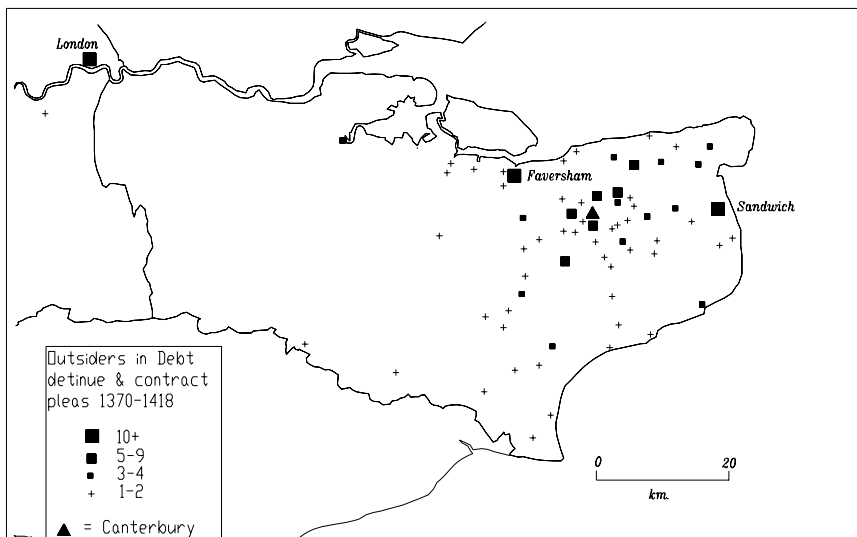 London
Faversham
Sandwich
Outsiders in Debt
detinue & contract
pleas 1370-1418
10+
5-9
3-4
1-2
= Canterbury
0 20
km.